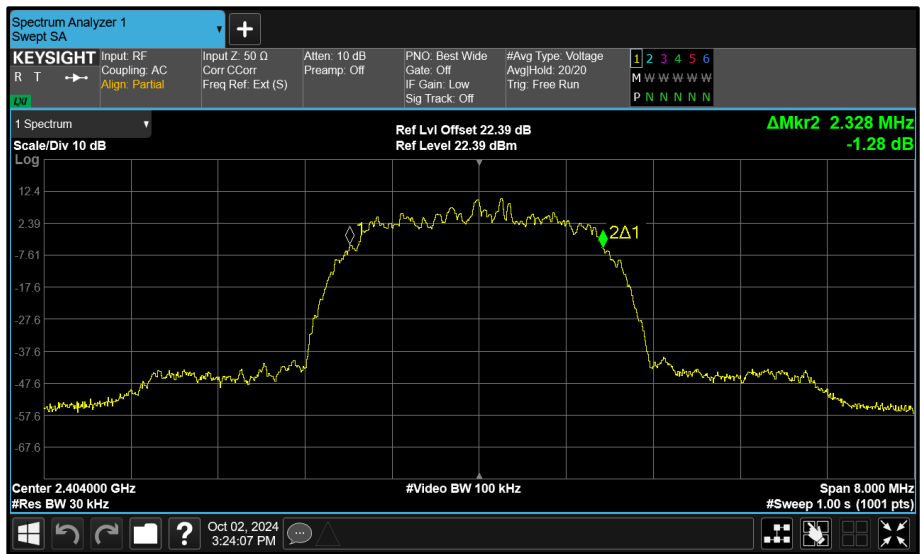 Spectrum Analyzer 1
Swept SA
KEYSIGHT
R T
LXI
Input: RF
Coupling: AC
Align: Partial
Input Z: 50 Ω
Corr CCorr
Freq Ref: Ext (S)
Atten: 10 dB
Preamp: Off
PNO: Best Wide
Gate: Off
IF Gain: Low
Sig Track: Off
#Avg Type: Voltage
Avg|Hold: 20/20
Trig: Free Run
1 2 3 4 5 6
M W W W W W
P N N N N N
1 Spectrum
Scale/Div 10 dB
Log
Ref Lvl Offset 22.39 dB
Ref Level 22.39 dBm
ΔMkr2 2.328 MHz
-1.28 dB
12.4
2.39
-7.61
-17.6
-27.6
-37.6
-47.6
-57.6
-67.6
1
2Δ1
Center 2.404000 GHz
#Video BW 100 kHz
Span 8.000 MHz
#Res BW 30 kHz
#Sweep 1.00 s (1001 pts)
?
Oct 02, 2024
3:24:07 PM